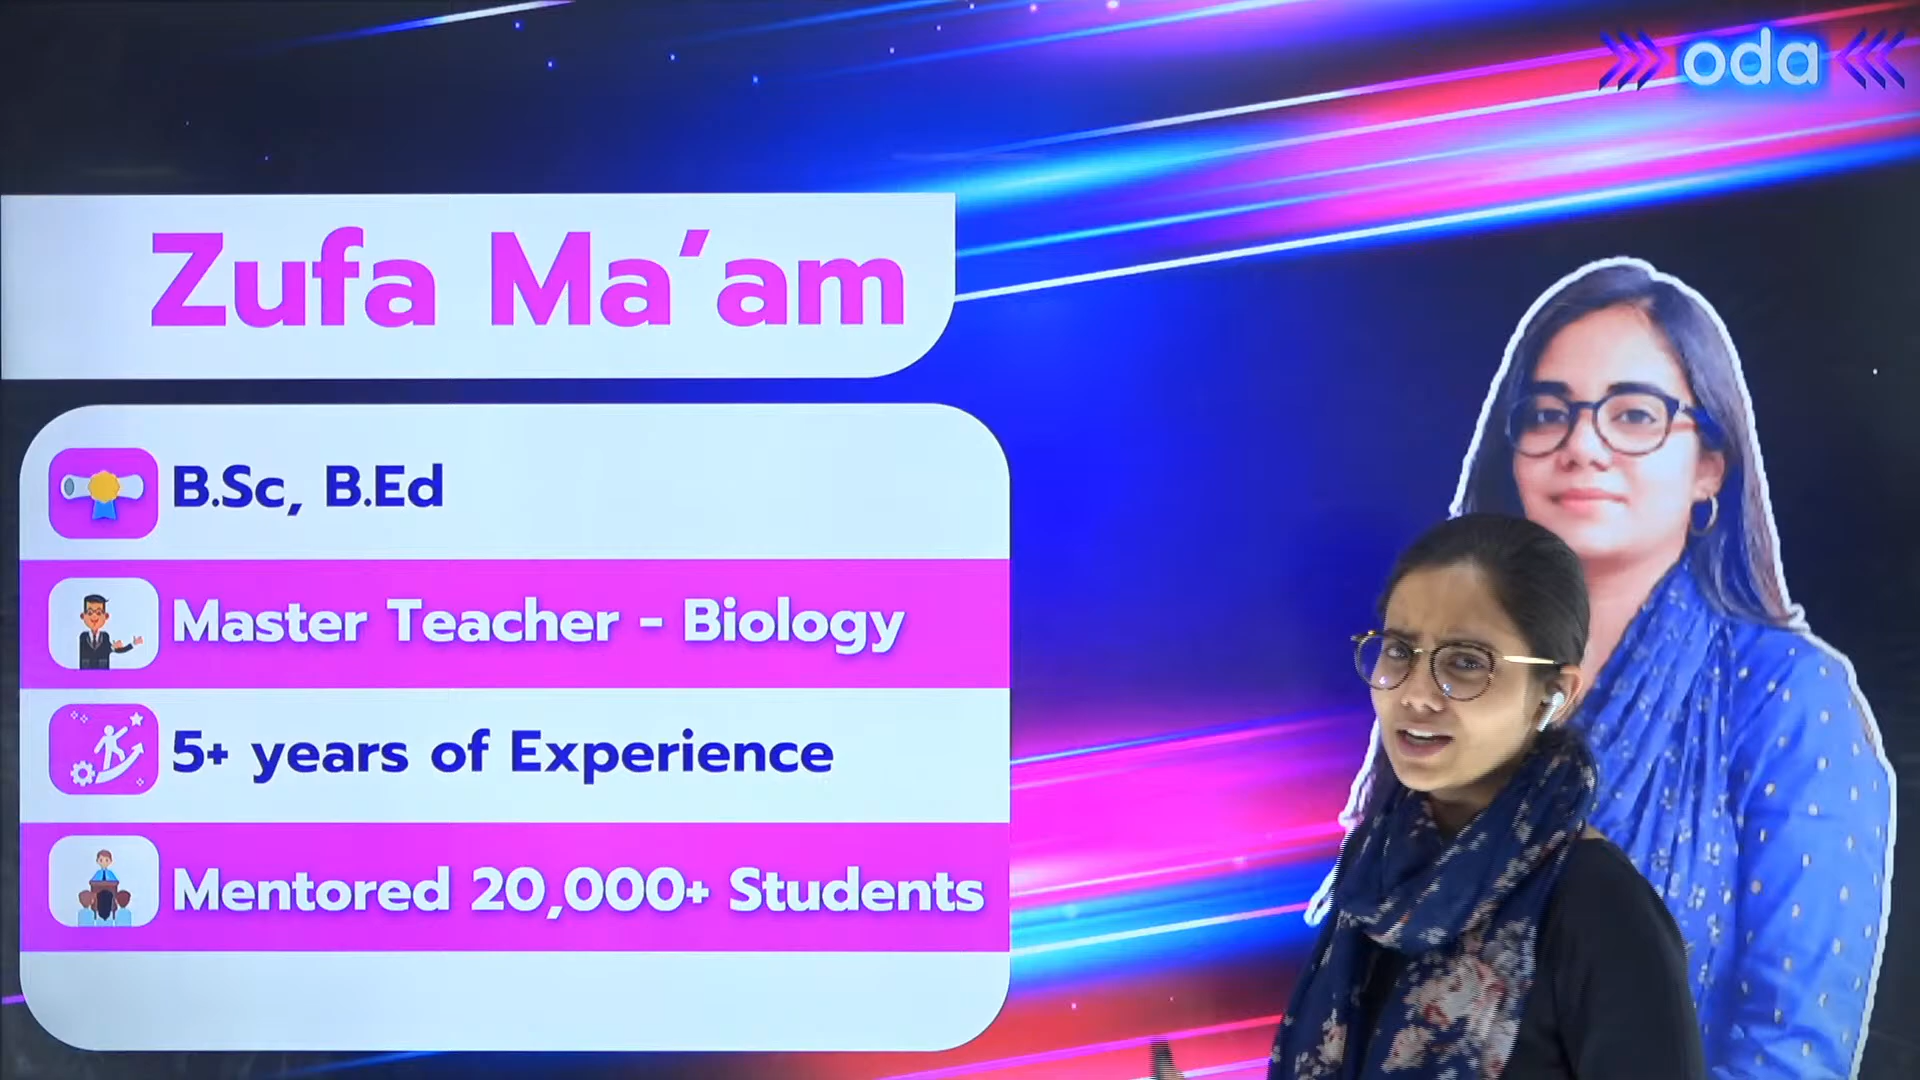 oda
Zufa Ma'am
B.Sc, B.Ed
Master Teacher - Biology
5+ years of Experience
Mentored 20,000+ Students